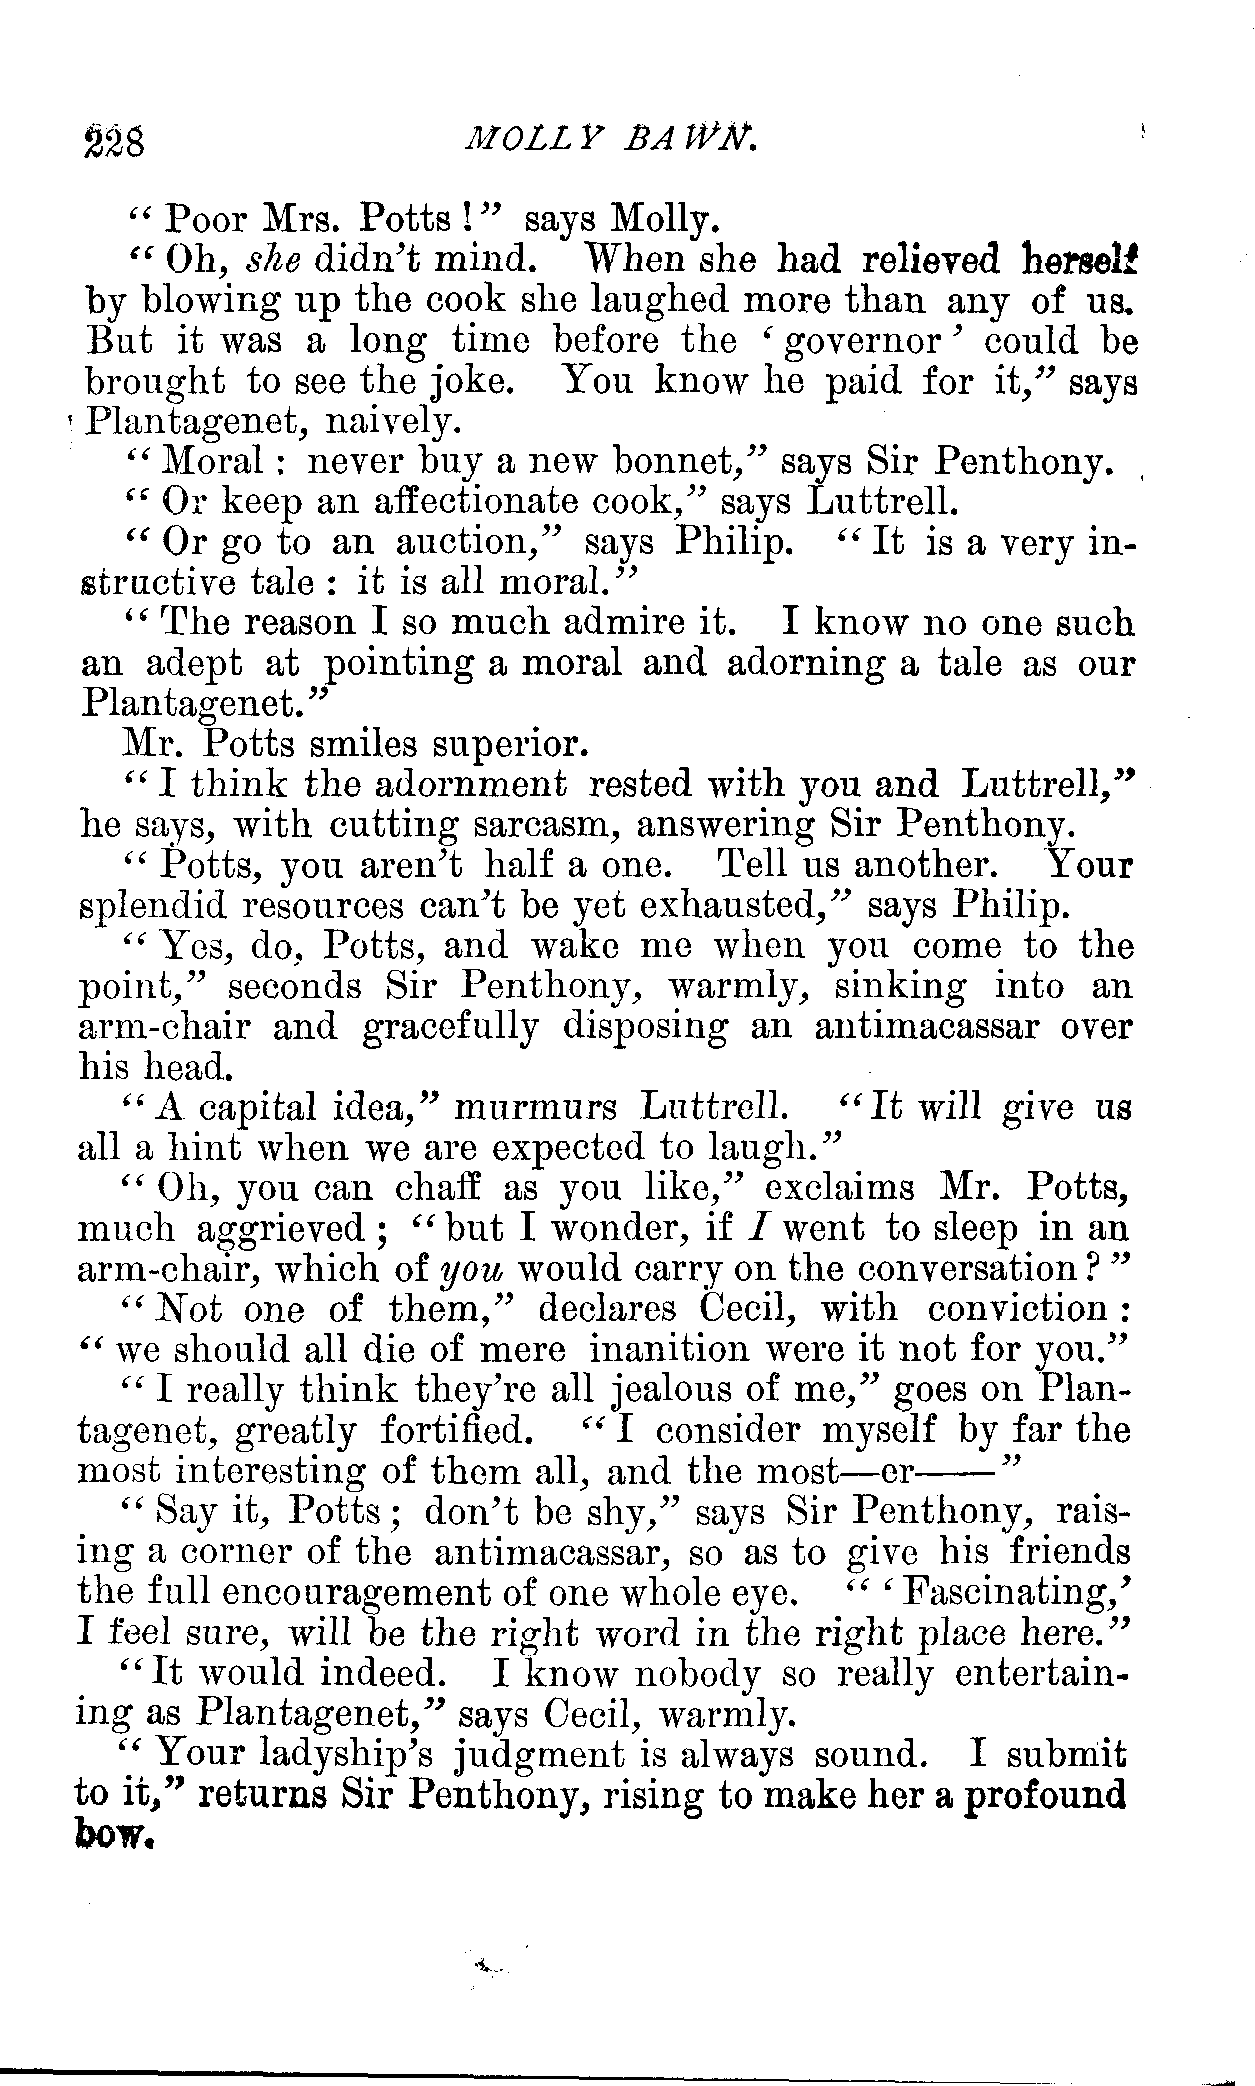 228 MOLLY BAWN.
“ Poor Mrs. Potts !” says Molly.
“ Oh, she didn’t mind. When she had relieved herself
by blowing up the cook she laughed more than any of us.
But it was a long time before the ‘ governor ’ could be
brought to see the joke. You know he paid for it,” says
Plantagenet, naively.
“ Moral : never buy a new bonnet,” says Sir Penthony.
“ Or keep an affectionate cook,” says Luttrell.
“ Or go to an auction,” says Philip. “ It is a very in-
structive tale : it is all moral.”
“ The reason I so much admire it. I know no one such
an adept at pointing a moral and adorning a tale as our
Plantagenet.”
Mr. Potts smiles superior.
“ I think the adornment rested with you and Luttrell,”
he says, with cutting sarcasm, answering Sir Penthony.
“ Potts, you aren’t half a one. Tell us another. Your
splendid resources can’t be yet exhausted,” says Philip.
“ Yes, do, Potts, and wake me when you come to the
point,” seconds Sir Penthony, warmly, sinking into an
arm-chair and gracefully disposing an antimacassar over
his head.
“ A capital idea,” murmurs Luttrell. “ It will give us
all a hint when we are expected to laugh.”
“ Oh, you can chaff as you like,” exclaims Mr. Potts,
much aggrieved ; “ but I wonder, if I went to sleep in an
arm-chair, which of you would carry on the conversation ? ”
“ Not one of them,” declares Cecil, with conviction :
“ we should all die of mere inanition were it not for you.”
“ I really think they’re all jealous of me,” goes on Plan-
tagenet, greatly fortified. “ I consider myself by far the
most interesting of them all, and the most—er——”
“ Say it, Potts ; don’t be shy,” says Sir Penthony, rais-
ing a corner of the antimacassar, so as to give his friends
the full encouragement of one whole eye. “ ‘ Fascinating,’
I feel sure, will be the right word in the right place here.”
“ It would indeed. I know nobody so really entertain-
ing as Plantagenet,” says Cecil, warmly.
“ Your ladyship’s judgment is always sound. I submit
to it,” returns Sir Penthony, rising to make her a profound
bow.